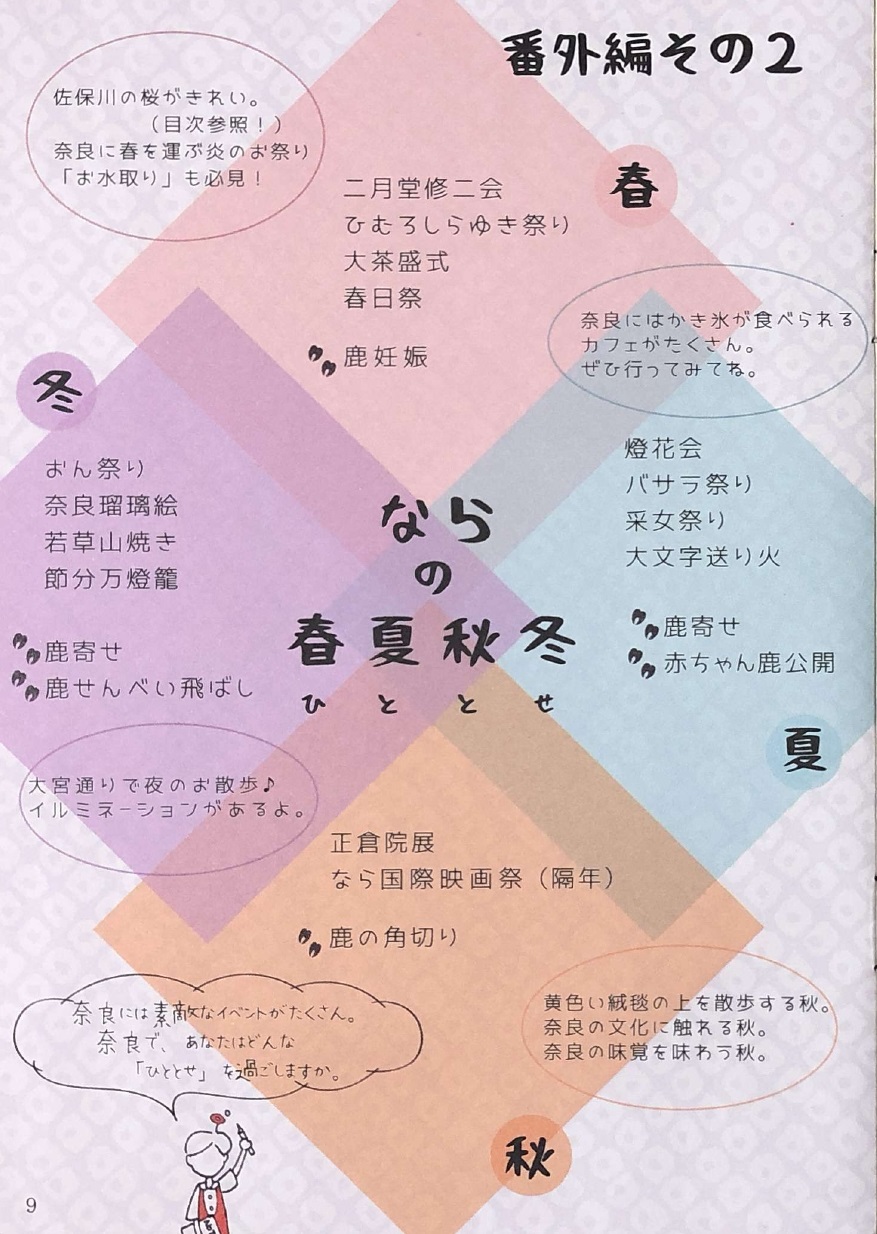 番外編その2
佐保川の桜がきれい。
（目次参照！）
奈良に春を運ぶ炎のお祭り
「お水取り」も必見！
春
二月堂修二会
ひむろしらゆき祭り
大茶盛式
春日祭
鹿妊娠
奈良にはかき氷が食べられる
カフェがたくさん。
ぜひ行ってみてね。
冬
おん祭り
奈良瑠璃絵
若草山焼き
節分万燈籠
鹿寄せ
鹿せんべい飛ばし
燈花会
バサラ祭り
采女祭り
大文字送り火
鹿寄せ
赤ちゃん鹿公開
夏
なら
の
春夏秋冬
ひととせ
大宮通りで夜のお散歩♪
イルミネーションがあるよ。
正倉院展
なら国際映画祭（隔年）
鹿の角切り
黄色い絨毯の上を散歩する秋。
奈良の文化に触れる秋。
奈良の味覚を味わう秋。
秋
奈良には素敵なイベントがたくさん。
奈良で、あなたはどんな
「ひととせ」を過ごしますか。
9